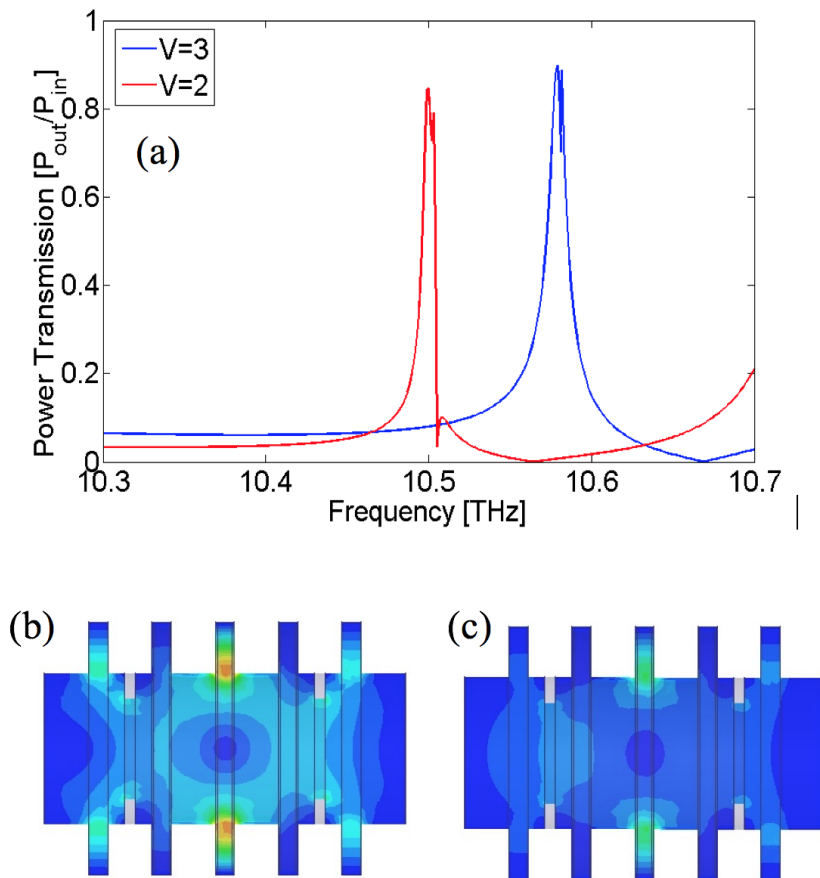 1
V=3
V=2
0.8
(a)
0.6
0.4
0.2
0
10.3
10.4
10.5
10.6
10.7
Power Transmission [P_out/P_in]
Frequency [THz]
(b)
(c)